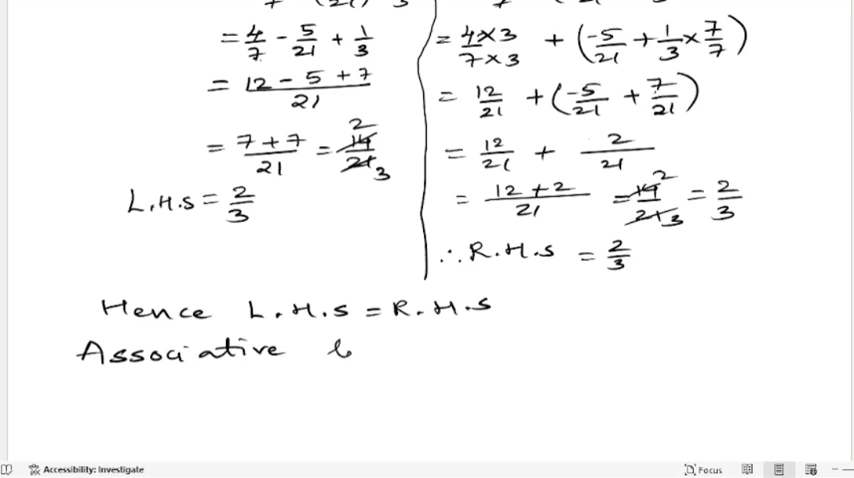 = 4/7 - 5/21 + 1/3
= 12 - 5 + 7 / 21
= 7 + 7 / 21 = 14/21 2 3
L.H.S = 2/3
= 4×3 / 7×3 + (-5/21 + 1/3 × 7/7)
= 12/21 + (-5/21 + 7/21)
= 12/21 + 2/21
= 12 + 2 / 21 = 14/21 2 3 = 2/3
∴ R.H.S = 2/3
Hence L.H.S = R.H.S
Associative
Accessibility: Investigate
Focus